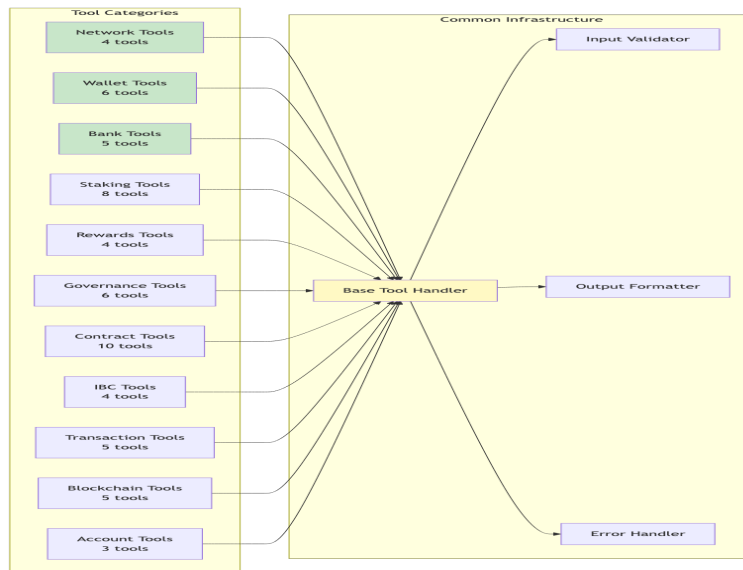 Tool Categories
Network Tools
4 tools
Wallet Tools
6 tools
Bank Tools
5 tools
Staking Tools
8 tools
Rewards Tools
4 tools
Governance Tools
6 tools
Contract Tools
10 tools
IBC Tools
4 tools
Transaction Tools
5 tools
Blockchain Tools
5 tools
Account Tools
3 tools
Common Infrastructure
Base Tool Handler
Input Validator
Output Formatter
Error Handler